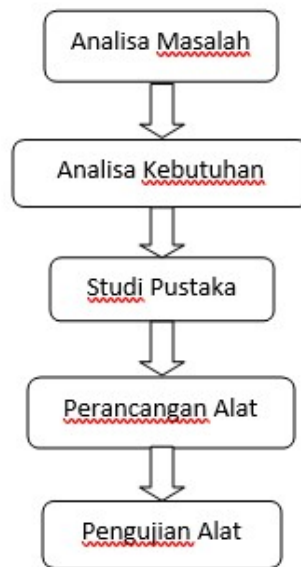 Analisa Masalah
Analisa Kebutuhan
Studi Pustaka
Perancangan Alat
Pengujian Alat